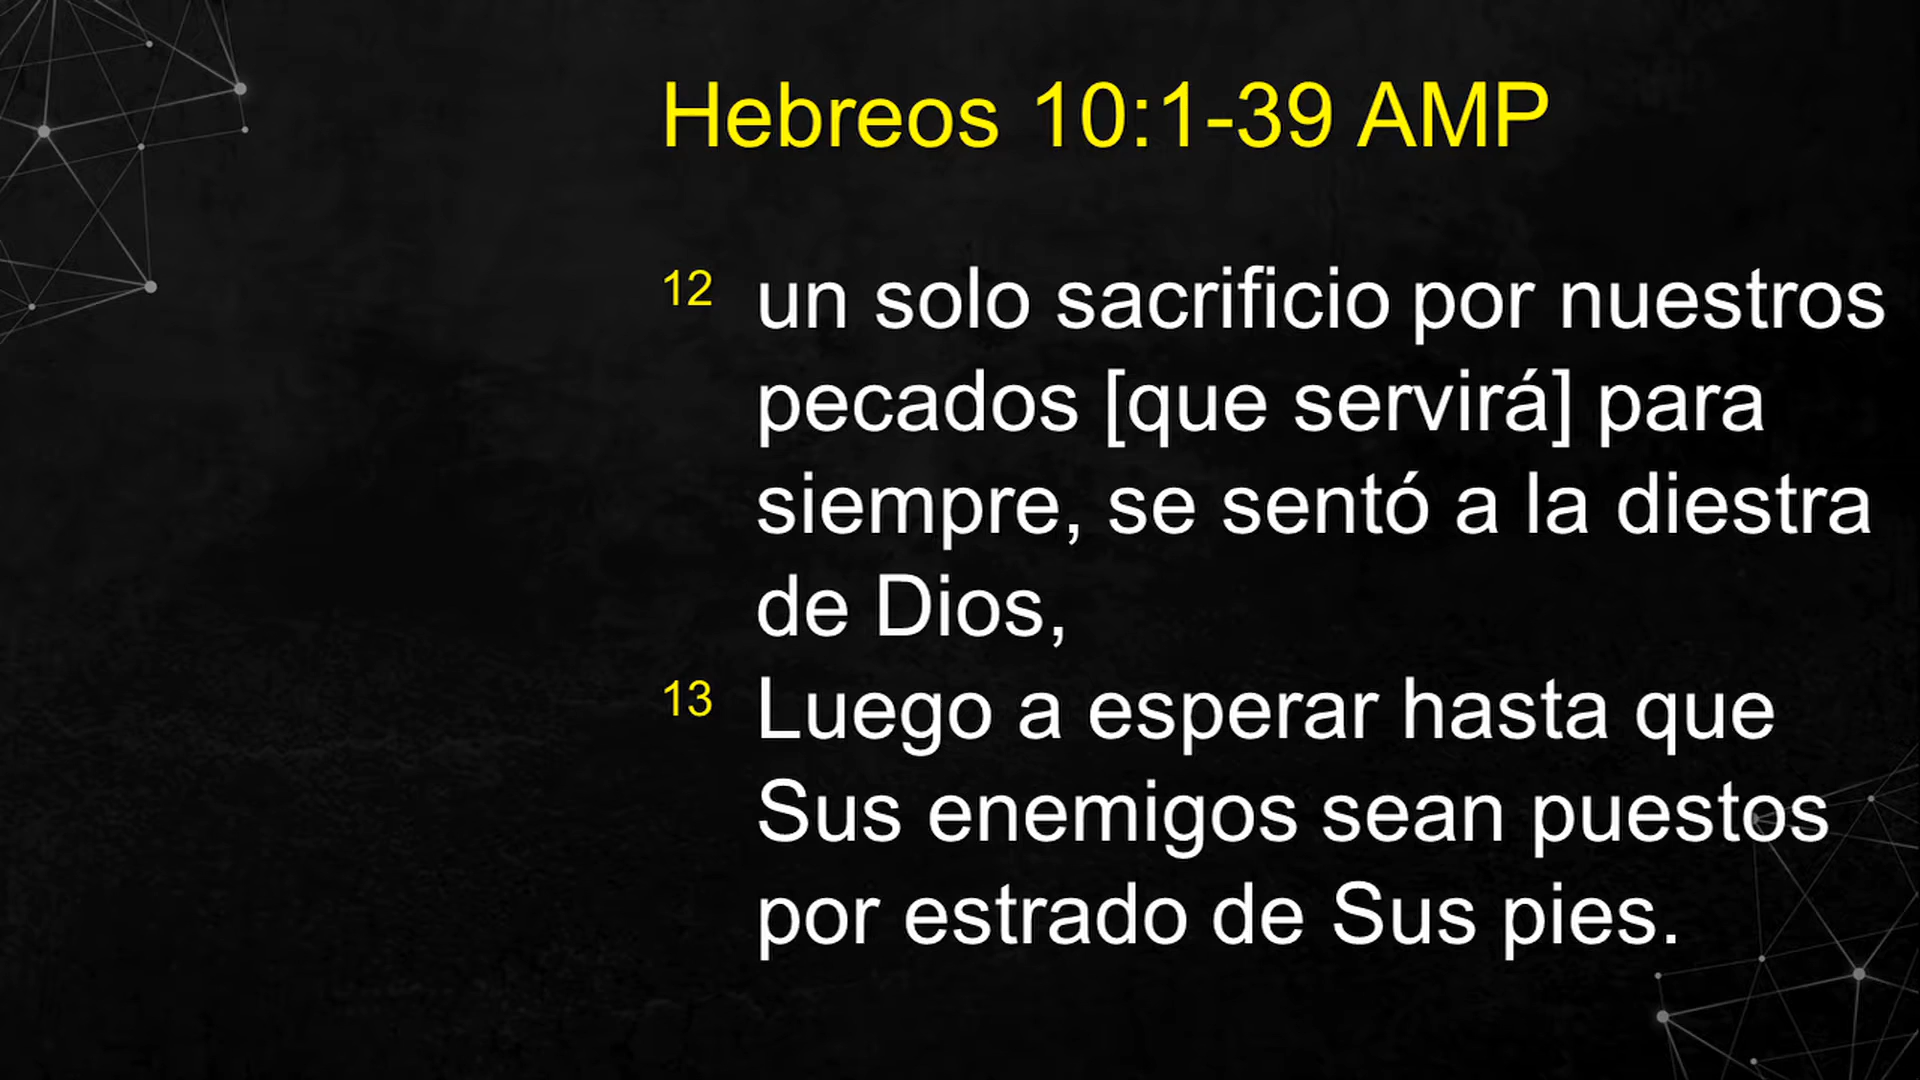 Hebreos 10:1-39 AMP
12 un solo sacrificio por nuestros
pecados [que servirá] para
siempre, se sentó a la diestra
de Dios,
13 Luego a esperar hasta que
Sus enemigos sean puestos
por estrado de Sus pies.